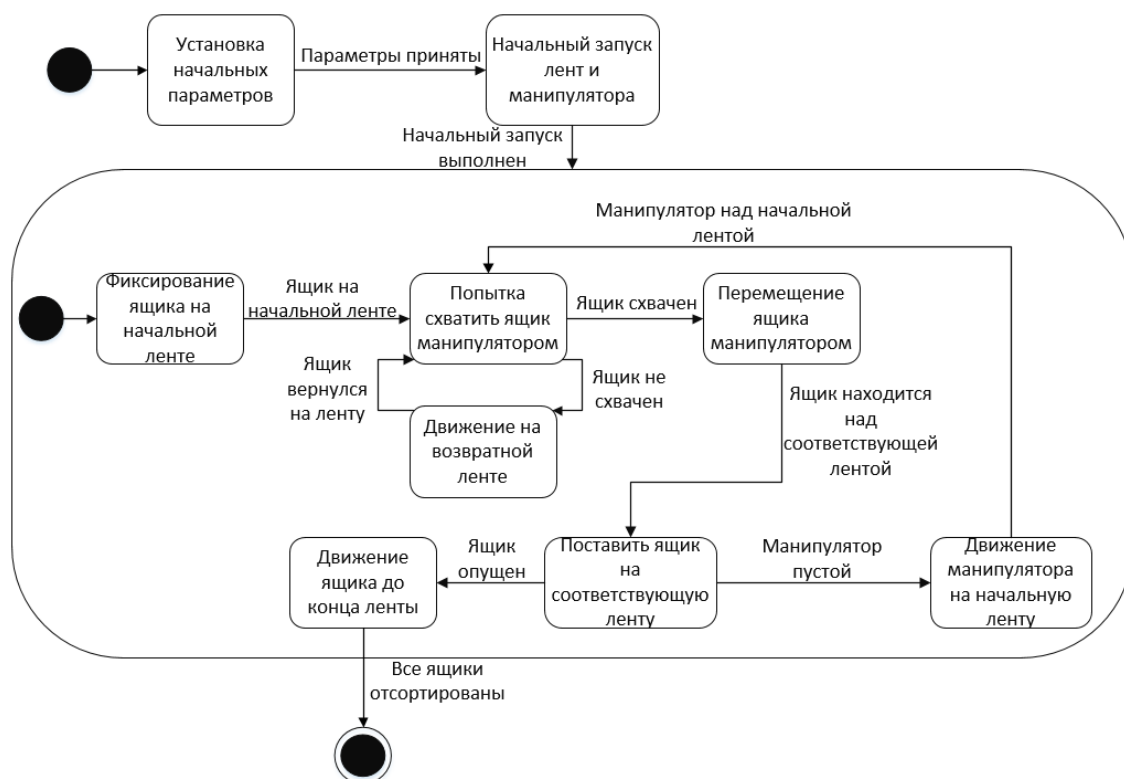 Установка
начальных
параметров
Параметры приняты
Начальный запуск
лент и
манипулятора
Начальный запуск
выполнен
Манипулятор над начальной
лентой
Фиксирование
ящика на
начальной
ленте
Ящик на
начальной ленте
Попытка
схватить ящик
манипулятором
Ящик схвачен
Перемещение
ящика
манипулятором
Ящик
вернулся
на ленту
Ящик не
схвачен
Движение на
возвратной
ленте
Ящик находится
над
соответствующей
лентой
Движение
ящика до
конца ленты
Ящик
опущен
Поставить ящик
на
соответствующую
ленту
Манипулятор
пустой
Движение
манипулятора
на начальную
ленту
Все ящики
отсортированы